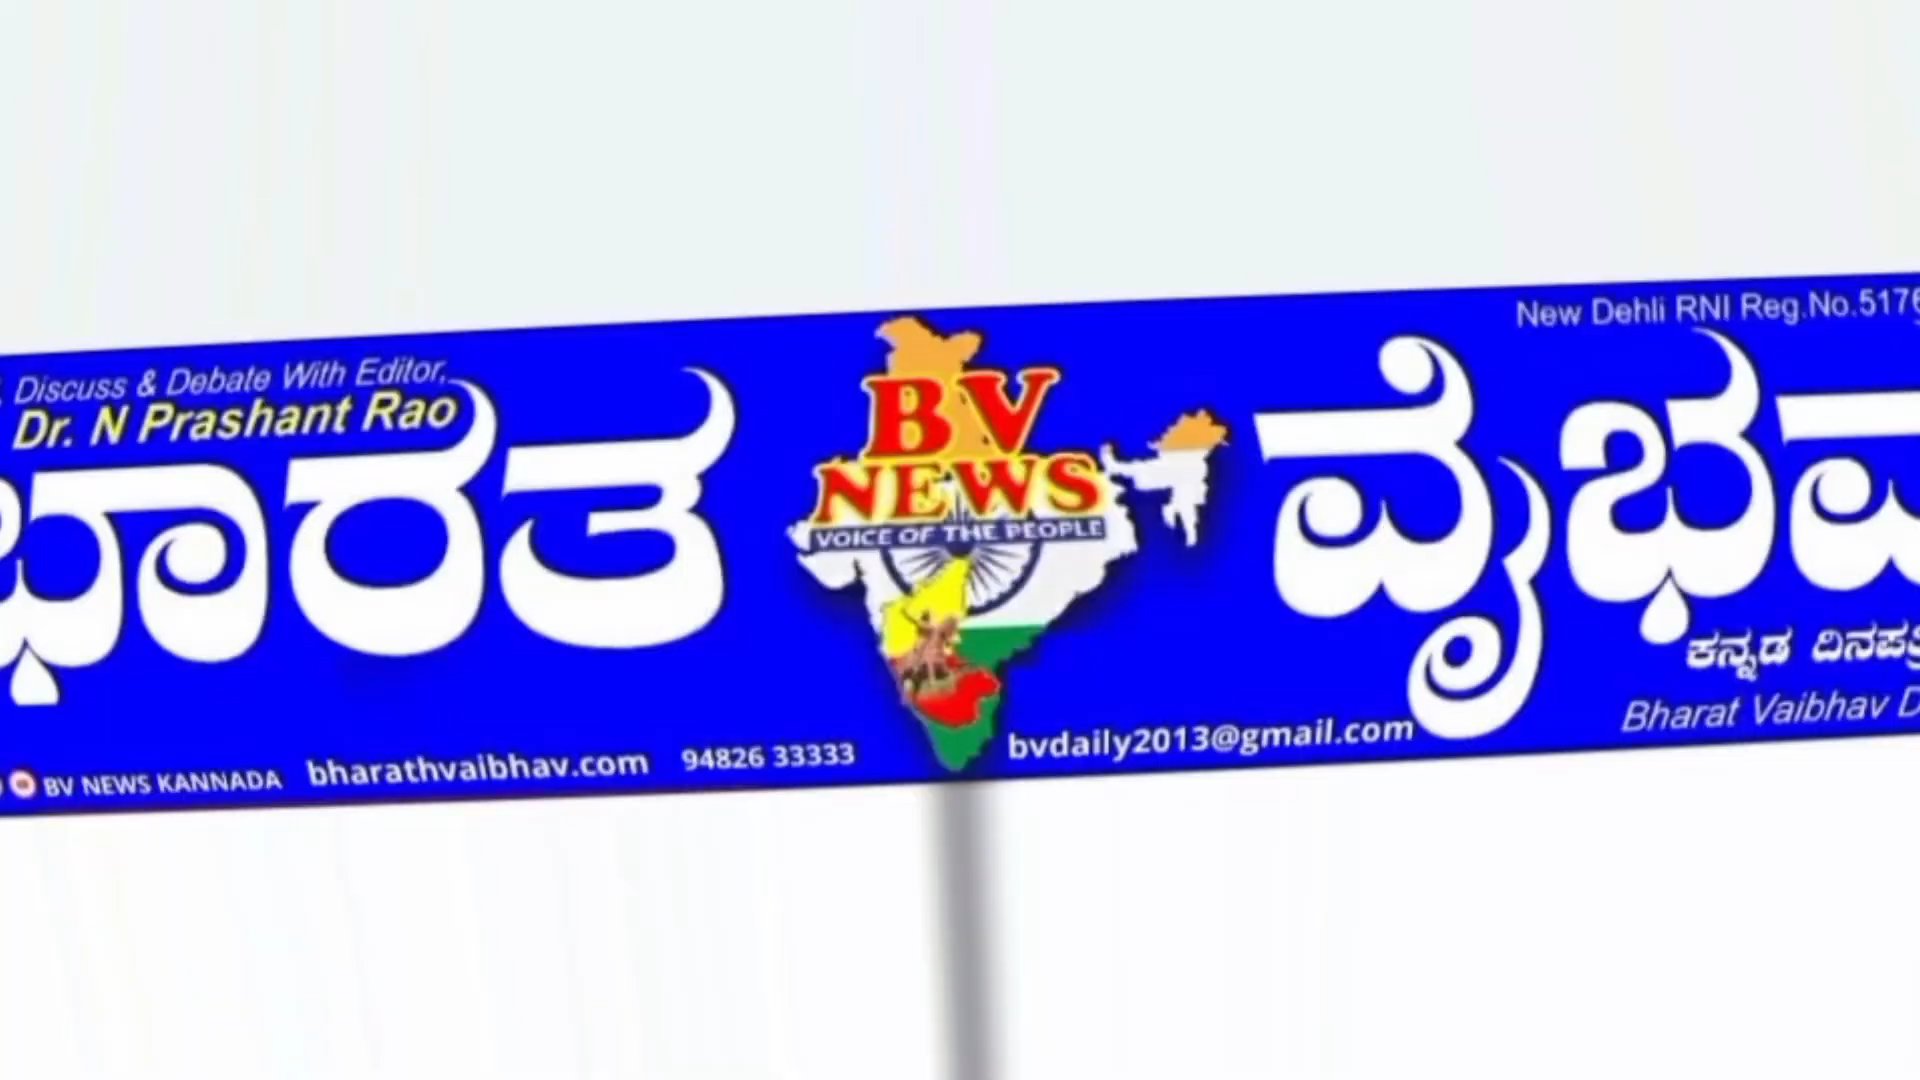 Discuss & Debate With Editor,
Dr. N Prashant Rao
New Dehli RNI Reg.No.5176
ಭಾರತ
BV
NEWS
VOICE OF THE PEOPLE
ವೈಭವ
ಕನ್ನಡ
Bharat Vaibhav
BV NEWS KANNADA bharathvaibhav.com 94826 33333 bvdaily2013@gmail.com